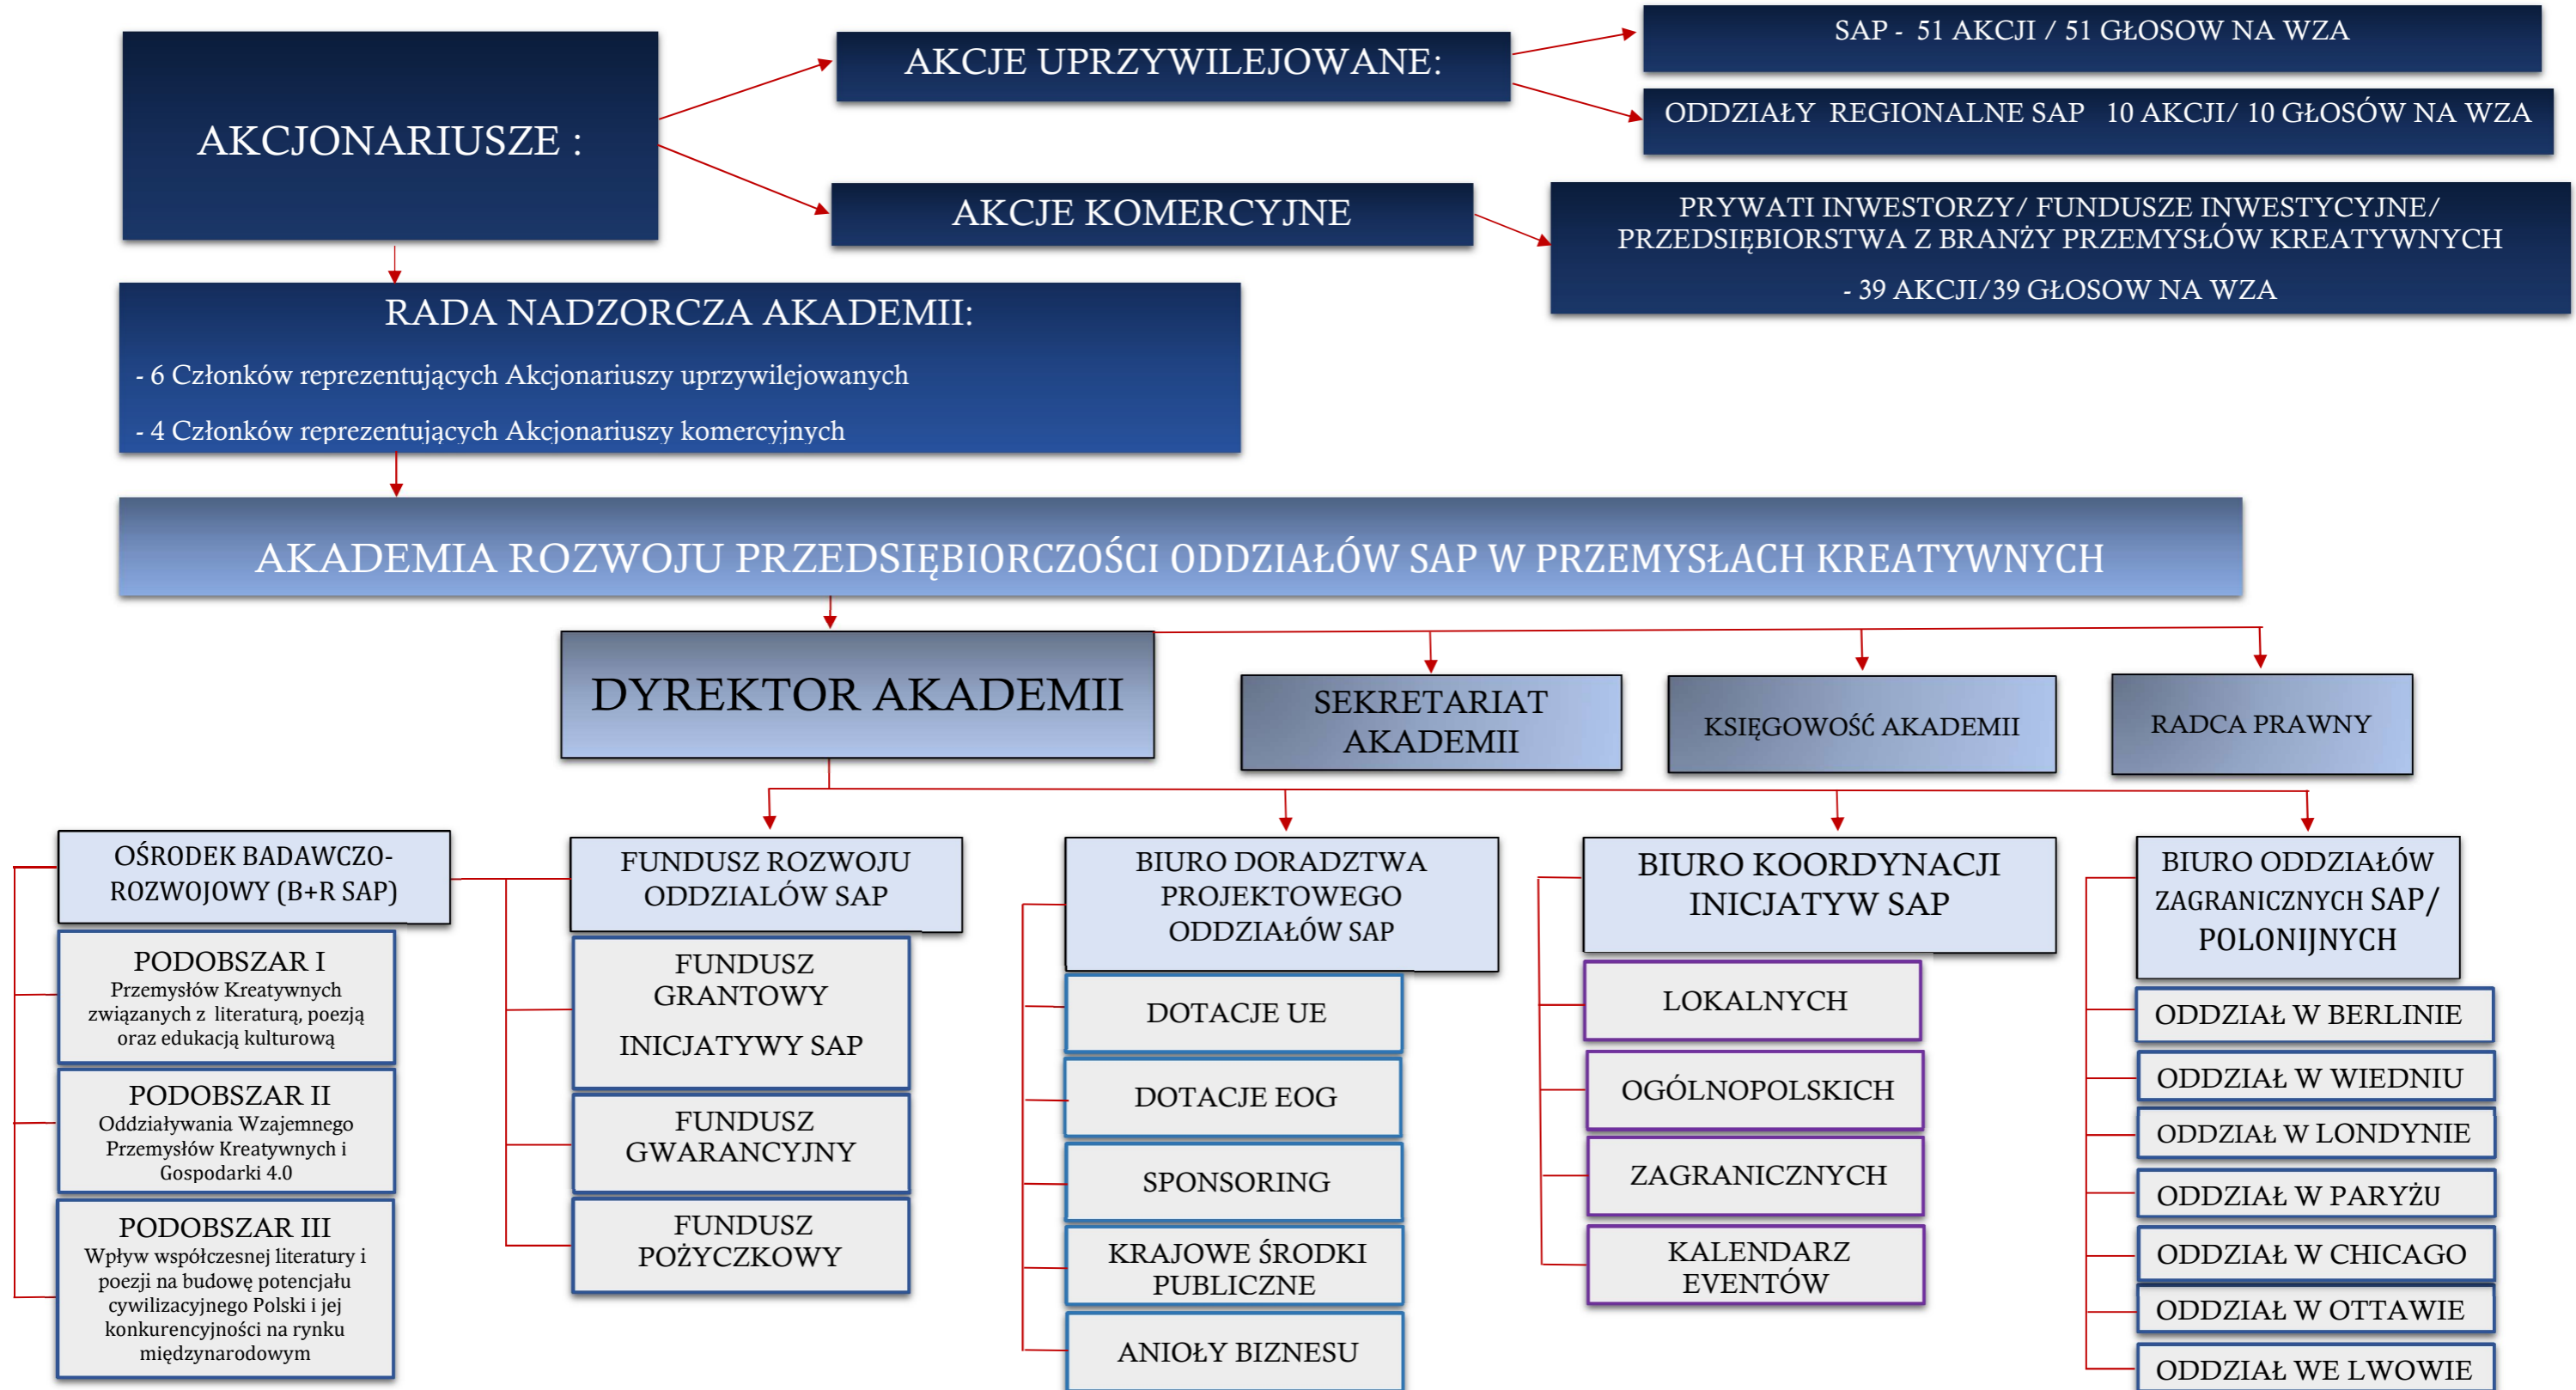 AKCJONARIUSZE :
AKCJE UPRZYWILEJOWANE:
SAP - 51 AKCJI / 51 GŁOSOW NA WZA
ODDZIAŁY REGIONALNE SAP 10 AKCJI/ 10 GŁOSÓW NA WZA
AKCJE KOMERCYJNE
PRYWATI INWESTORZY/ FUNDUSZE INWESTYCYJNE/
PRZEDSIĘBIORSTWA Z BRANŻY PRZEMYSŁÓW KREATYWNYCH
- 39 AKCJI/39 GŁOSOW NA WZA
RADA NADZORCZA AKADEMII:
- 6 Członków reprezentujących Akcjonariuszy uprzywilejowanych
- 4 Członków reprezentujących Akcjonariuszy komercyjnych
AKADEMIA ROZWOJU PRZEDSIĘBIORCZOŚCI ODDZIAŁÓW SAP W PRZEMYSŁACH KREATYWNYCH
DYREKTOR AKADEMII
SEKRETARIAT
AKADEMII
KSIĘGOWOŚĆ AKADEMII
RADCA PRAWNY
OŚRODEK BADAWCZO-
ROZWOJOWY (B+R SAP)
PODOBSZAR I
Przemysłów Kreatywnych
związanych z literaturą, poezją
oraz edukacją kulturową
PODOBSZAR II
Oddziaływania Wzajemnego
Przemysłów Kreatywnych i
Gospodarki 4.0
PODOBSZAR III
Wpływ współczesnej literatury i
poezji na budowę potencjału
cywilizacyjnego Polski i jej
konkurencyjności na rynku
międzynarodowym
FUNDUSZ ROZWOJU
ODDZIALÓW SAP
FUNDUSZ
GRANTOWY
INICJATYWY SAP
FUNDUSZ
GWARANCYJNY
FUNDUSZ
POŻYCZKOWY
BIURO DORADZTWA
PROJEKTOWEGO
ODDZIAŁÓW SAP
DOTACJE UE
DOTACJE EOG
SPONSORING
KRAJOWE ŚRODKI
PUBLICZNE
ANIOŁY BIZNESU
BIURO KOORDYNACJI
INICJATYW SAP
LOKALNYCH
OGÓLNOPOLSKICH
ZAGRANICZNYCH
KALENDARZ
EVENTÓW
BIURO ODDZIAŁÓW
ZAGRANICZNYCH SAP/
POLONIJNYCH
ODDZIAŁ W BERLINIE
ODDZIAŁ W WIEDNIU
ODDZIAŁ W LONDYNIE
ODDZIAŁ W PARYŻU
ODDZIAŁ W CHICAGO
ODDZIAŁ W OTTAWIE
ODDZIAŁ WE LWOWIE